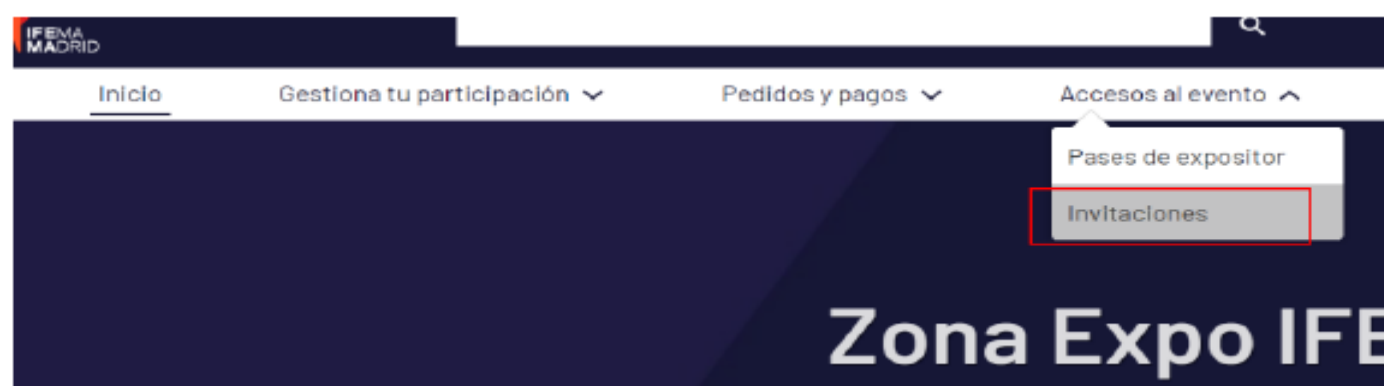 IFEMA
MADRID
Inicio Gestiona tu participación Pedidos y pagos Accesos al evento
Pases de expositor
Invitaciones
Zona Expo IFE